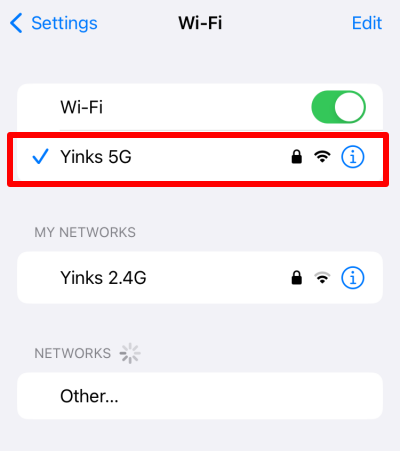 Settings Wi-Fi Edit
Wi-Fi
Yinks 5G
MY NETWORKS
Yinks 2.4G
NETWORKS
Other...